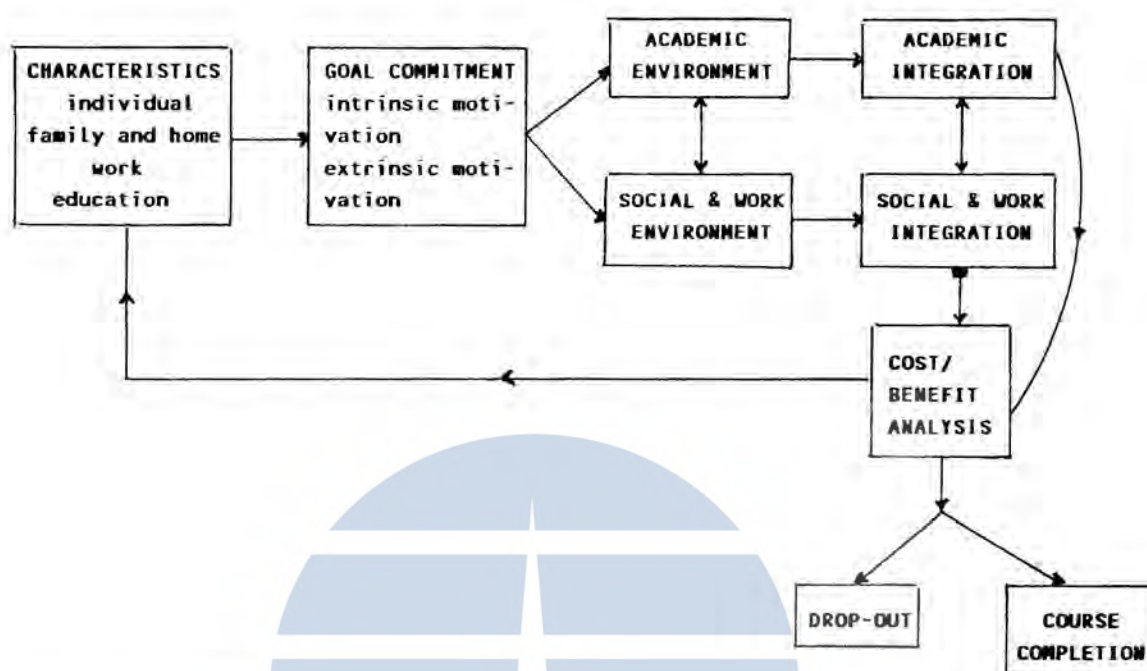 CHARACTERISTICS
individual
family and home
work
education
GOAL COMMITMENT
intrinsic moti-
vation
extrinsic moti-
vation
ACADEMIC
ENVIRONMENT
SOCIAL & WORK
ENVIRONMENT
ACADEMIC
INTEGRATION
SOCIAL & WORK
INTEGRATION
COST/
BENEFIT
ANALYSIS
DROP-OUT
COURSE
COMPLETION